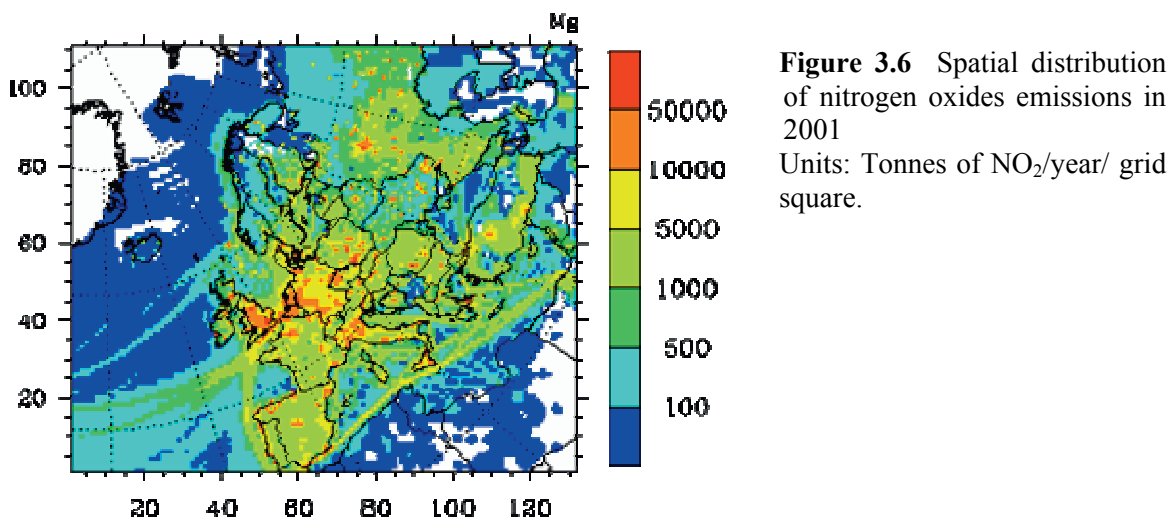 Mg
100
80
60
40
20
20 40 60 80 100 120
50000
10000
5000
1000
500
100
Figure 3.6 Spatial distribution
of nitrogen oxides emissions in
2001
Units: Tonnes of NO₂/year/ grid
square.